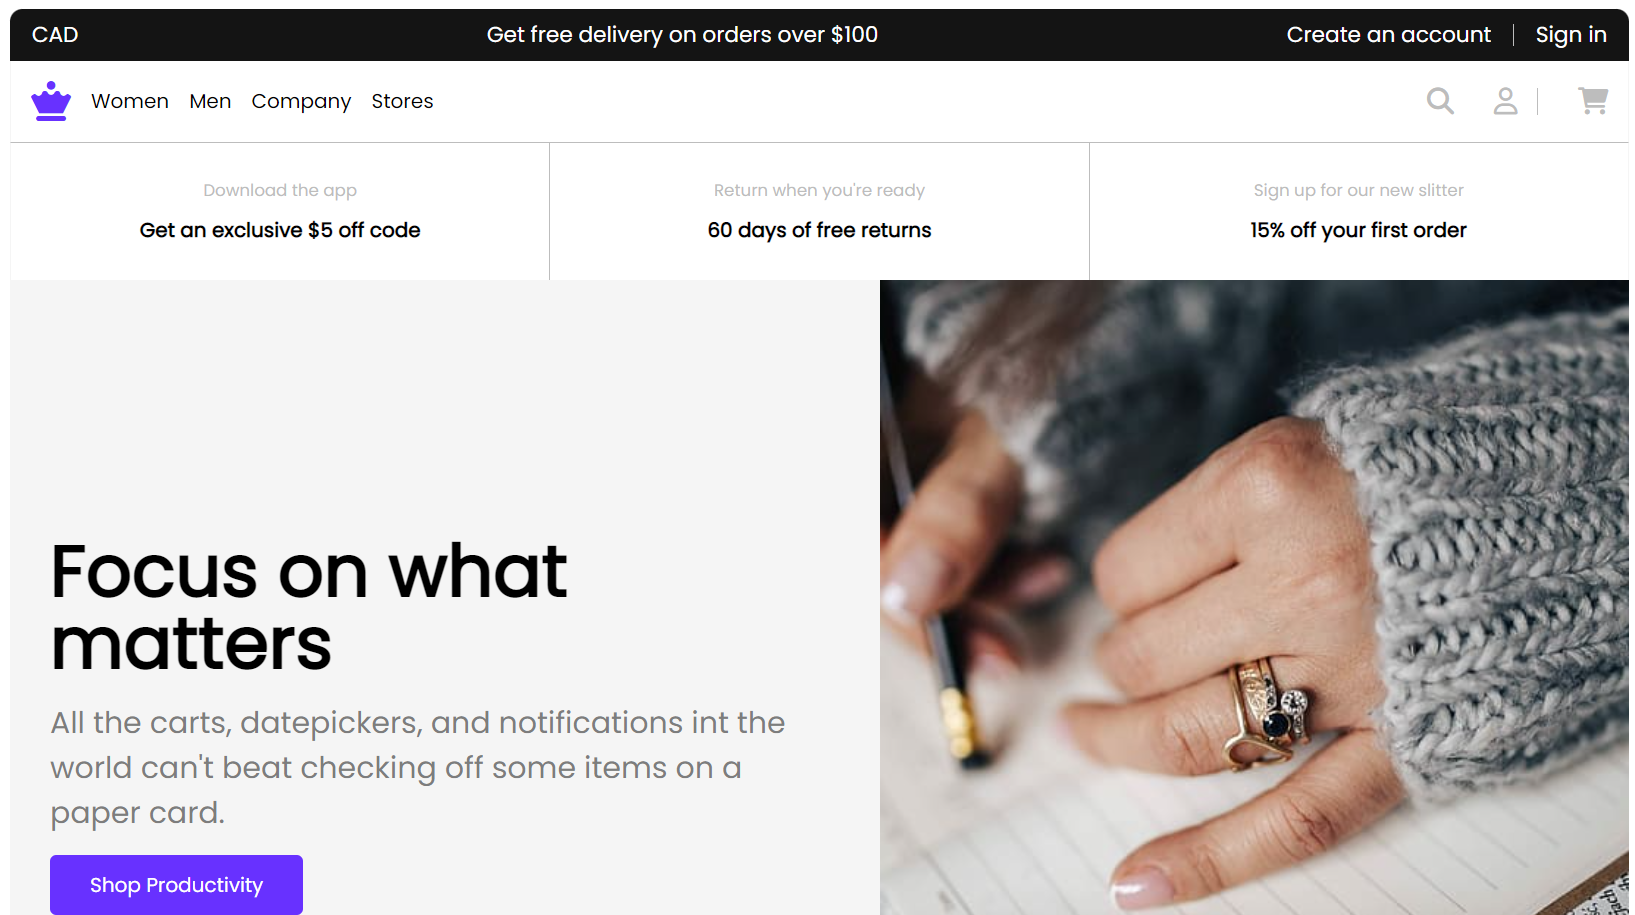 CAD
Get free delivery on orders over $100
Create an account
Sign in
Women
Men
Company
Stores
Download the app
Get an exclusive $5 off code
Return when you're ready
60 days of free returns
Sign up for our new slitter
15% off your first order
Focus on what
matters
All the carts, datepickers, and notifications int the
world can't beat checking off some items on a
paper card.
Shop Productivity